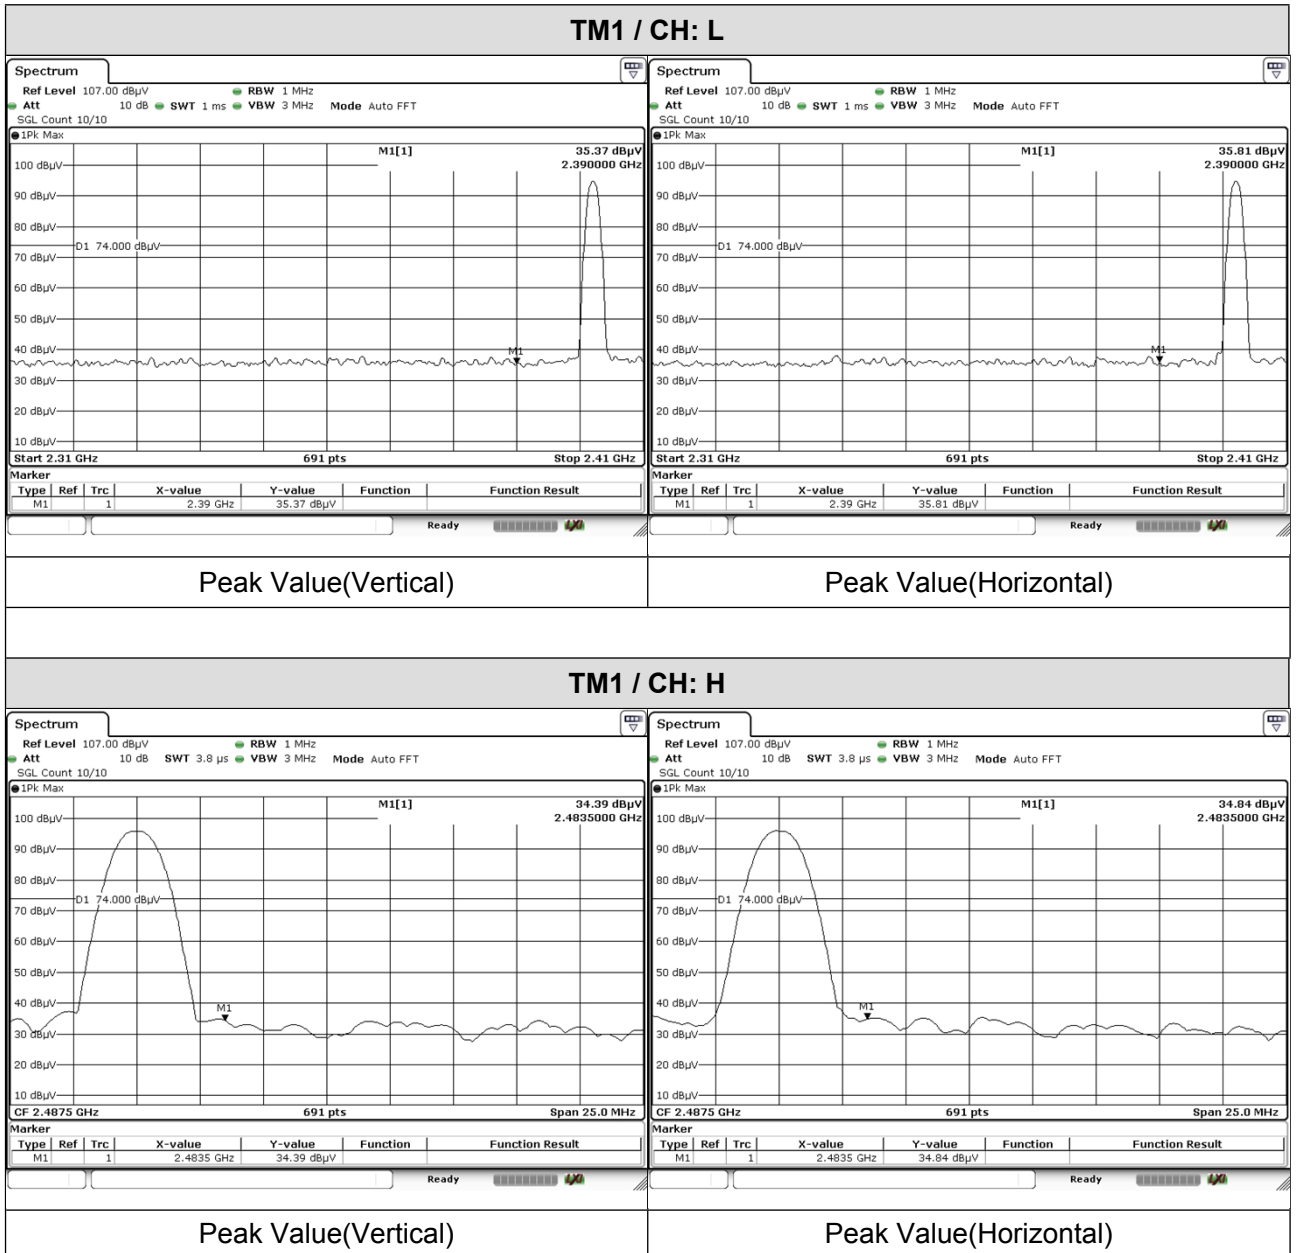 TM1 / CH: L
Spectrum
Ref Level 107.00 dBµV RBW 1 MHz
Att 10 dB SWT 1 ms VBW 3 MHz Mode Auto FFT
SGL Count 10/10
1Pk Max
M1[1] 35.37 dBµV
2.390000 GHz
100 dBµV
90 dBµV
80 dBµV
D1 74.000 dBµV
70 dBµV
60 dBµV
50 dBµV
40 dBµV
M1
30 dBµV
20 dBµV
10 dBµV
Start 2.31 GHz 691 pts Stop 2.41 GHz
Marker
Type Ref Trc X-value Y-value Function Function Result
M1 1 2.39 GHz 35.37 dBµV
Ready LXI
Spectrum
Ref Level 107.00 dBµV RBW 1 MHz
Att 10 dB SWT 1 ms VBW 3 MHz Mode Auto FFT
SGL Count 10/10
1Pk Max
M1[1] 35.81 dBµV
2.390000 GHz
100 dBµV
90 dBµV
80 dBµV
D1 74.000 dBµV
70 dBµV
60 dBµV
50 dBµV
40 dBµV
M1
30 dBµV
20 dBµV
10 dBµV
Start 2.31 GHz 691 pts Stop 2.41 GHz
Marker
Type Ref Trc X-value Y-value Function Function Result
M1 1 2.39 GHz 35.81 dBµV
Ready LXI
Peak Value(Vertical)
Peak Value(Horizontal)
TM1 / CH: H
Spectrum
Ref Level 107.00 dBµV RBW 1 MHz
Att 10 dB SWT 3.8 µs VBW 3 MHz Mode Auto FFT
SGL Count 10/10
1Pk Max
M1[1] 34.39 dBµV
2.4835000 GHz
100 dBµV
90 dBµV
80 dBµV
D1 74.000 dBµV
70 dBµV
60 dBµV
50 dBµV
40 dBµV
M1
30 dBµV
20 dBµV
10 dBµV
CF 2.4875 GHz 691 pts Span 25.0 MHz
Marker
Type Ref Trc X-value Y-value Function Function Result
M1 1 2.4835 GHz 34.39 dBµV
Ready LXI
Spectrum
Ref Level 107.00 dBµV RBW 1 MHz
Att 10 dB SWT 3.8 µs VBW 3 MHz Mode Auto FFT
SGL Count 10/10
1Pk Max
M1[1] 34.84 dBµV
2.4835000 GHz
100 dBµV
90 dBµV
80 dBµV
D1 74.000 dBµV
70 dBµV
60 dBµV
50 dBµV
40 dBµV
M1
30 dBµV
20 dBµV
10 dBµV
CF 2.4875 GHz 691 pts Span 25.0 MHz
Marker
Type Ref Trc X-value Y-value Function Function Result
M1 1 2.4835 GHz 34.84 dBµV
Ready LXI
Peak Value(Vertical)
Peak Value(Horizontal)